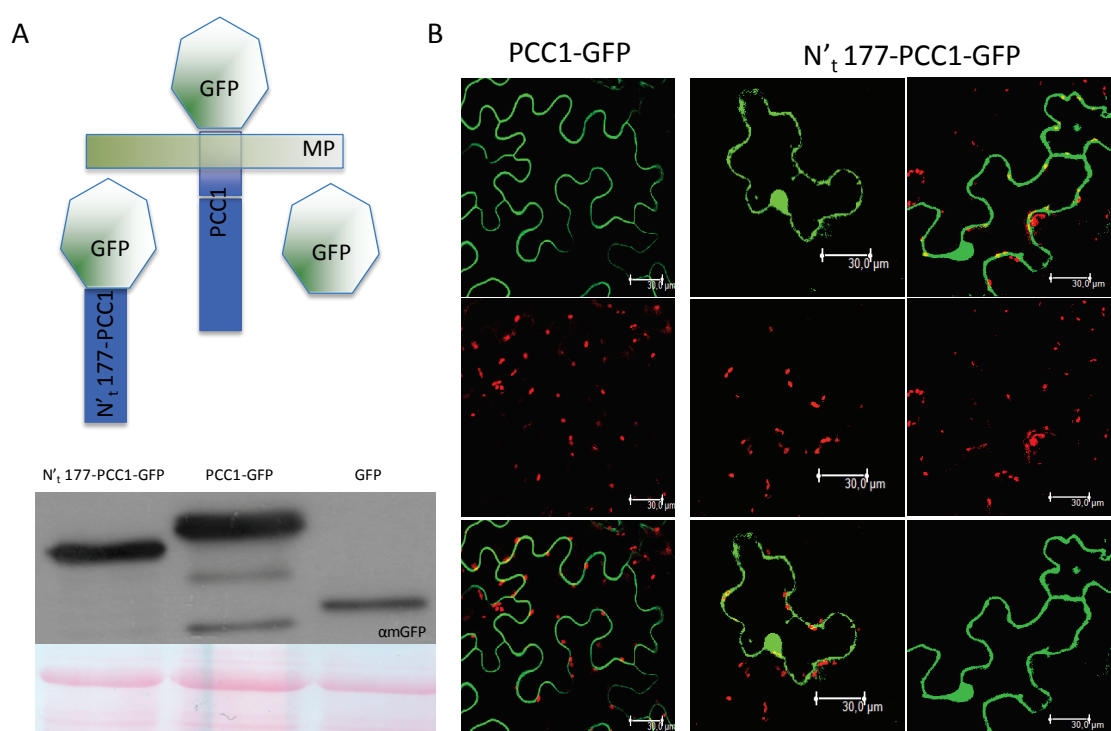 A
GFP
MP
PCC1
GFP
N't 177-PCC1
GFP
N't 177-PCC1-GFP PCC1-GFP GFP
αmGFP
B
PCC1-GFP N't 177-PCC1-GFP
30,0 µm
30,0 µm
30,0 µm
30,0 µm
30,0 µm
30,0 µm
30,0 µm
30,0 µm
30,0 µm